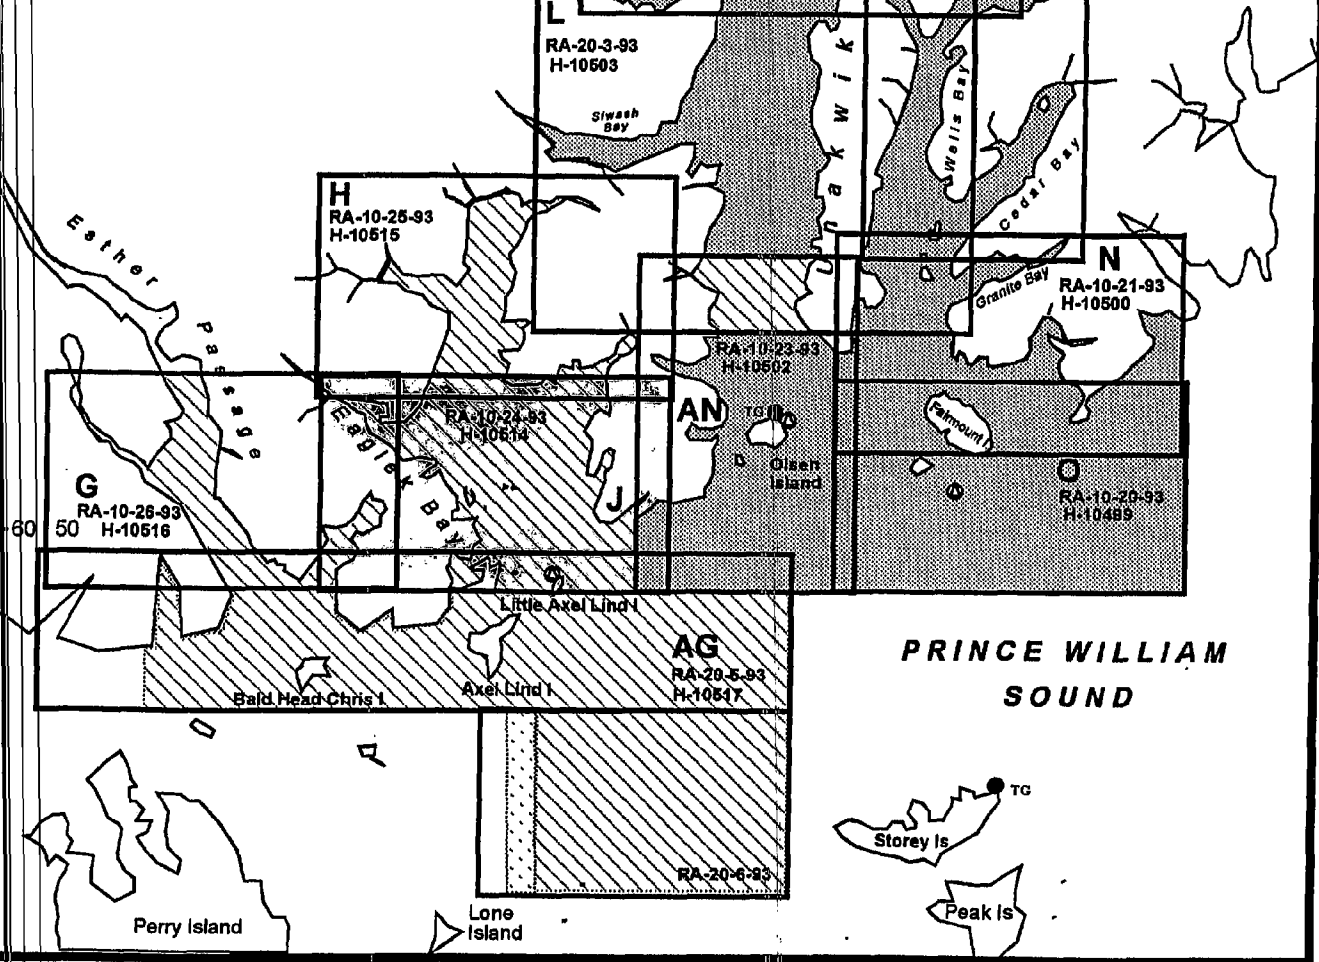 L
RA-20-3-93
H-10503
Siwash
Bay
nakwik
Wells Bay
Cedar Bay
H
RA-10-25-93
H-10515
Esther Passage
N
Granite Bay
RA-10-21-93
H-10500
RA-10-23-93
H-10502
AN
TG
Olsen
Island
Fairmount I
RA-10-24-93
H-10514
Eaglek Bay
J
G
RA-10-26-93
H-10516
60 50
O
RA-10-20-93
H-10499
Little Axel Lind I
AG
RA-20-5-93
H-10517
Axel Lind I
Bald Head Chris I
PRINCE WILLIAM
SOUND
TG
Storey Is
RA-20-6-93
Peak Is
Perry Island
Lone
Island